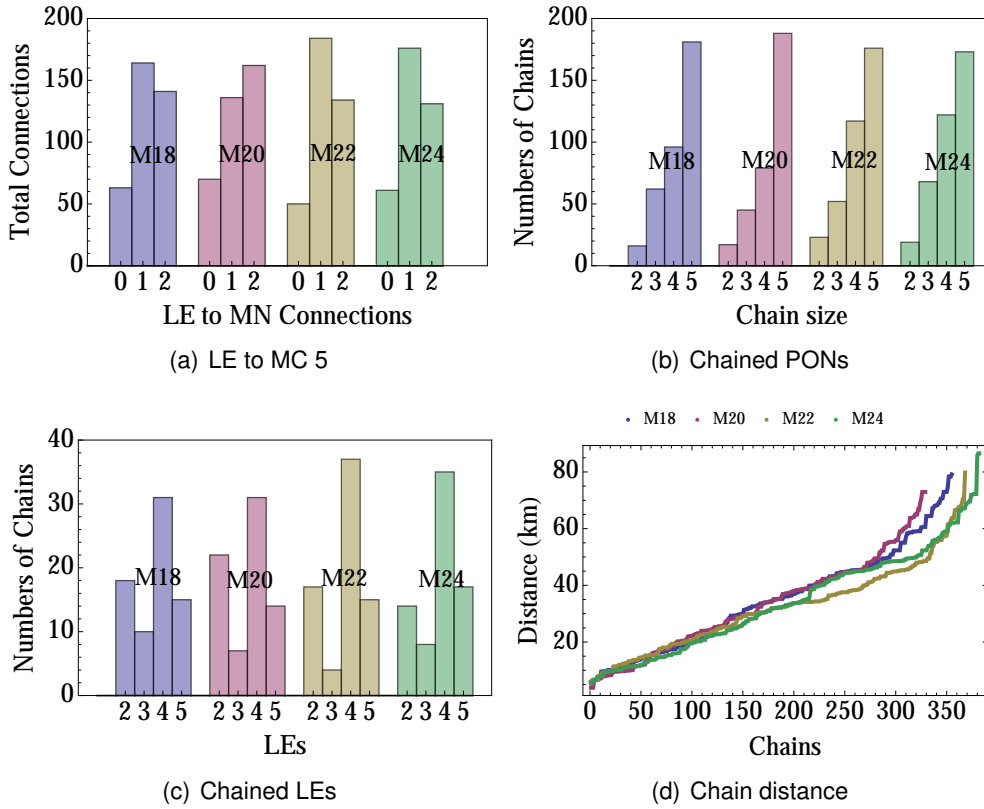 200
150
100
50
0
Total Connections
M18 M20 M22 M24
0 1 2 0 1 2 0 1 2 0 1 2
LE to MN Connections
(a) LE to MC 5
200
150
100
50
0
Numbers of Chains
M18 M20 M22 M24
2 3 4 5 2 3 4 5 2 3 4 5 2 3 4 5
Chain size
(b) Chained PONs
40
30
20
10
0
Numbers of Chains
M18 M20 M22 M24
2 3 4 5 2 3 4 5 2 3 4 5 2 3 4 5
LEs
(c) Chained LEs
M18 M20 M22 M24
80
60
40
20
Distance (km)
0 50 100 150 200 250 300 350
Chains
(d) Chain distance